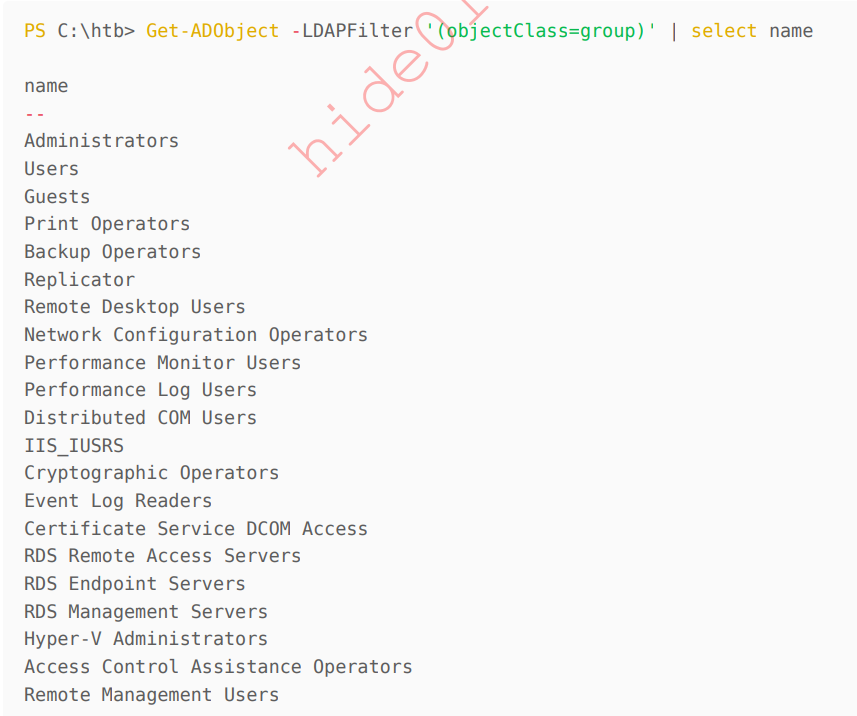 PS C:\htb> Get-ADObject -LDAPFilter '(objectClass=group)' | select name
name
--
Administrators
Users
Guests
Print Operators
Backup Operators
Replicator
Remote Desktop Users
Network Configuration Operators
Performance Monitor Users
Performance Log Users
Distributed COM Users
IIS_IUSRS
Cryptographic Operators
Event Log Readers
Certificate Service DCOM Access
RDS Remote Access Servers
RDS Endpoint Servers
RDS Management Servers
Hyper-V Administrators
Access Control Assistance Operators
Remote Management Users
hide01